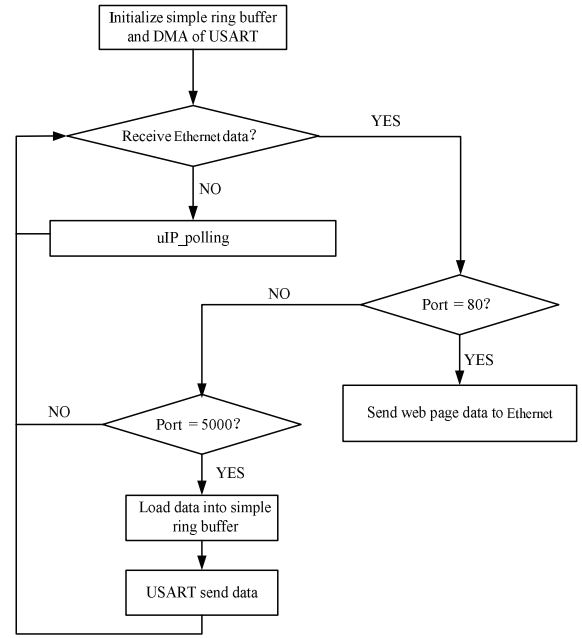 Initialize simple ring buffer
and DMA of USART
Receive Ethernet data?
YES
NO
uIP_polling
NO
Port = 80?
YES
Send web page data to Ethernet
NO
Port = 5000?
YES
Load data into simple
ring buffer
USART send data